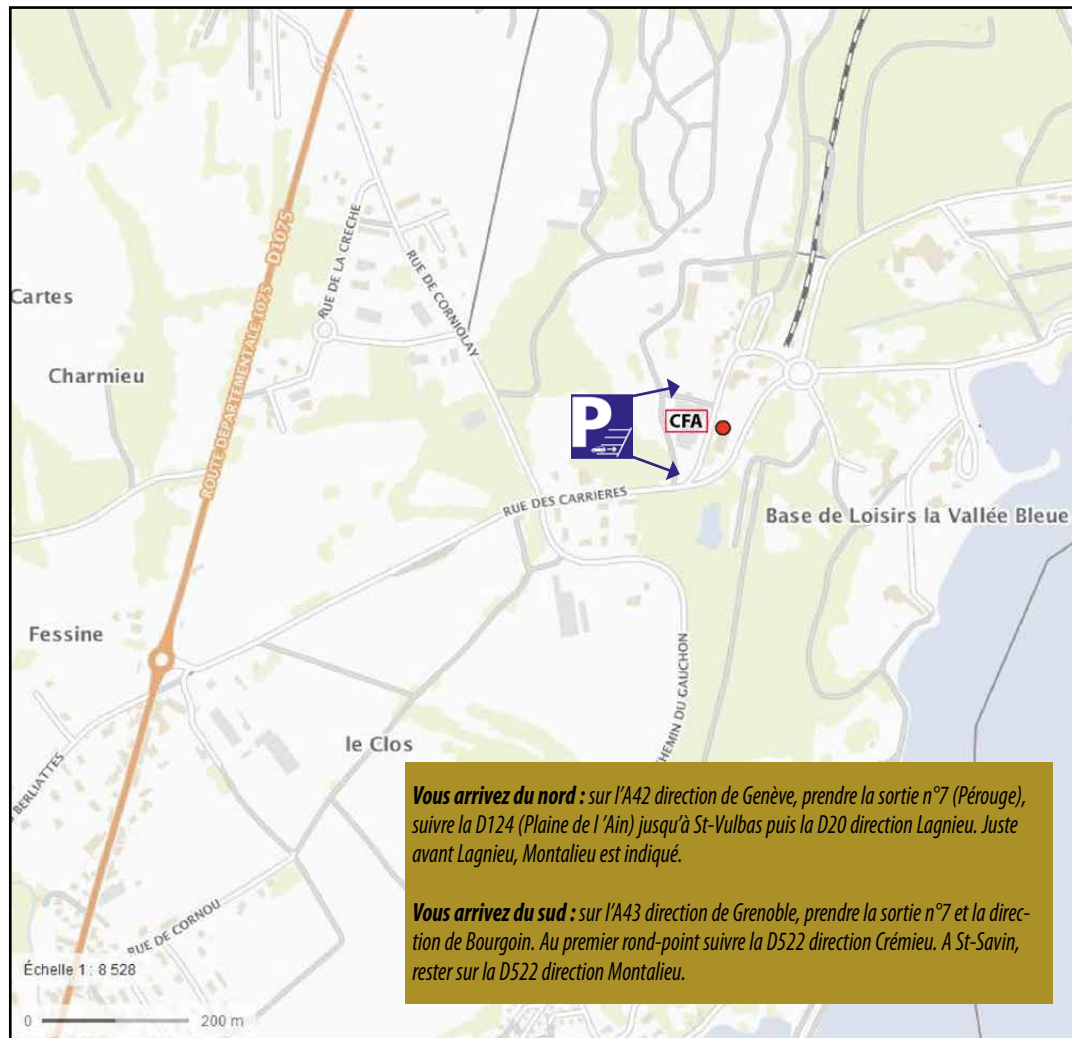 D1075
ROUTE DEPARTEMENTALE 1075
RUE DE LA CRECHE
RUE DE CORNIOLAY
Cartes
Charmieu
P
CFA
RUE DES CARRIERES
Base de Loisirs la Vallée Bleue
Fessine
CHEMIN DU GAUCHON
le Clos
BERLIATTES
Vous arrivez du nord : sur l'A42 direction de Genève, prendre la sortie n°7 (Pérouge),
suivre la D124 (Plaine de l 'Ain) jusqu'à St-Vulbas puis la D20 direction Lagnieu. Juste
avant Lagnieu, Montalieu est indiqué.
Vous arrivez du sud : sur l'A43 direction de Grenoble, prendre la sortie n°7 et la direc-
tion de Bourgoin. Au premier rond-point suivre la D522 direction Crémieu. A St-Savin,
rester sur la D522 direction Montalieu.
RUE DE CORNOU
Échelle 1 : 8 528
0 200 m